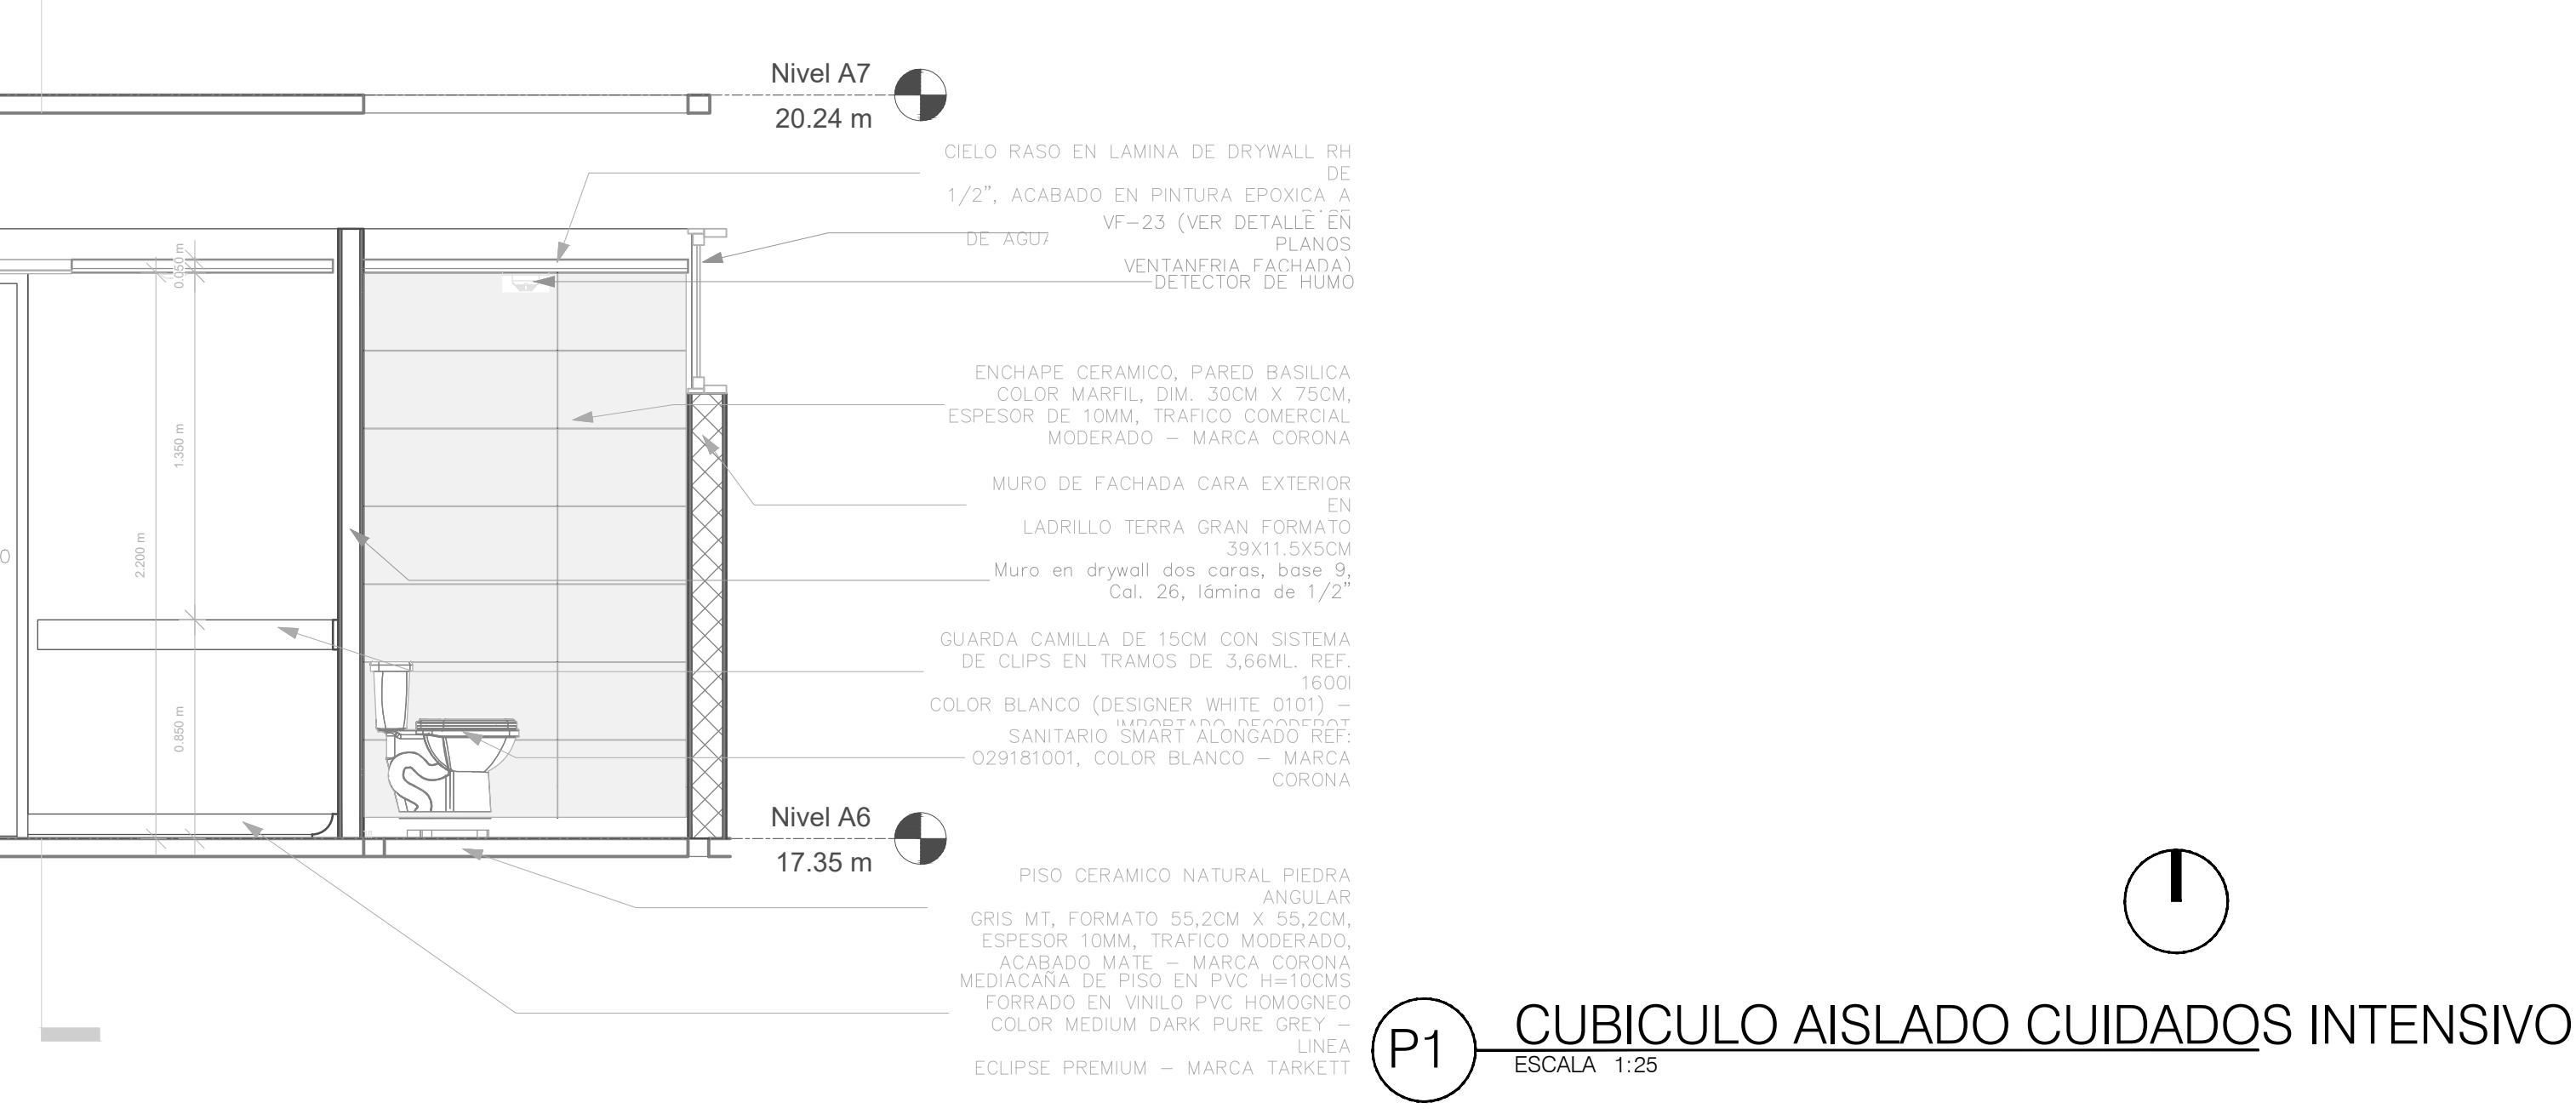 Nivel A7
20.24 m
CIELO RASO EN LAMINA DE DRYWALL RH
DE
1/2", ACABADO EN PINTURA EPOXICA A
DE AGUA
VF-23 (VER DETALLE EN
PLANOS
VENTANERIA FACHADA)
DETECTOR DE HUMO
ENCHAPE CERAMICO, PARED BASILICA
COLOR MARFIL, DIM. 30CM X 75CM,
ESPESOR DE 10MM, TRAFICO COMERCIAL
MODERADO - MARCA CORONA
MURO DE FACHADA CARA EXTERIOR
EN
LADRILLO TERRA GRAN FORMATO
39X11.5X5CM
Muro en drywall dos caras, base 9,
Cal. 26, lámina de 1/2"
GUARDA CAMILLA DE 15CM CON SISTEMA
DE CLIPS EN TRAMOS DE 3,66ML. REF.
1600I
COLOR BLANCO (DESIGNER WHITE 0101) -
SANITARIO SMART ALONGADO REF:
O29181001, COLOR BLANCO - MARCA
CORONA
Nivel A6
17.35 m
PISO CERAMICO NATURAL PIEDRA
ANGULAR
GRIS MT, FORMATO 55,2CM X 55,2CM,
ESPESOR 10MM, TRAFICO MODERADO,
ACABADO MATE - MARCA CORONA
MEDIACAÑA DE PISO EN PVC H=10CMS
FORRADO EN VINILO PVC HOMOGNEO
COLOR MEDIUM DARK PURE GREY -
LINEA
ECLIPSE PREMIUM - MARCA TARKETT
0.050 m
1.350 m
2.200 m
0.850 m
O
P1
CUBICULO AISLADO CUIDADOS INTENSIVO
ESCALA 1:25